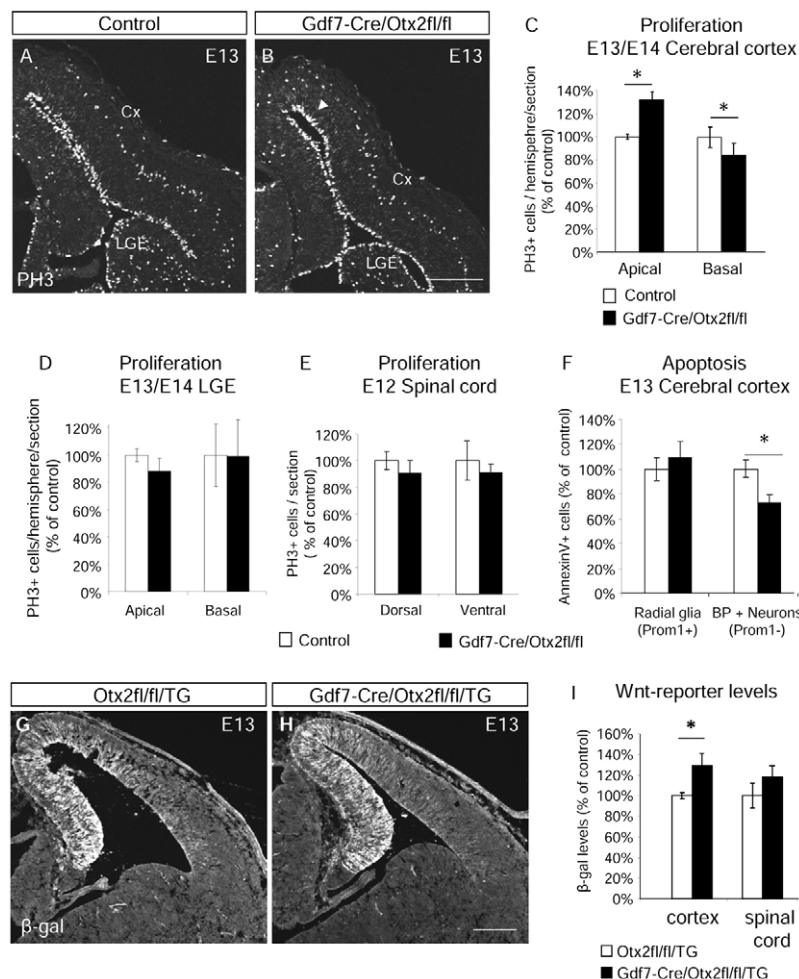 Control
Gdf7-Cre/Otx2fl/fl
A
E13
Cx
LGE
PH3
B
E13
Cx
LGE
C
Proliferation
E13/E14 Cerebral cortex
PH3+ cells / hemispehre/section
(% of control)
140%
120%
100%
80%
60%
40%
20%
0%
*
*
Apical
Basal
Control
Gdf7-Cre/Otx2fl/fl
D
Proliferation
E13/E14 LGE
PH3+ cells/hemisphere/section
(% of control)
120%
100%
80%
60%
40%
20%
0%
Apical
Basal
E
Proliferation
E12 Spinal cord
PH3+ cells / section
( % of control)
120%
100%
80%
60%
40%
20%
0%
Dorsal
Ventral
Control
Gdf7-Cre/Otx2fl/fl
F
Apoptosis
E13 Cerebral cortex
AnnexinV+ cells (% of control)
140%
120%
100%
80%
60%
40%
20%
0%
*
Radial glia
(Prom1+)
BP + Neurons
(Prom1-)
Otx2fl/fl/TG
Gdf7-Cre/Otx2fl/fl/TG
G
E13
β-gal
H
E13
I
Wnt-reporter levels
β-gal levels (% of control)
160%
140%
120%
100%
80%
60%
40%
20%
0%
*
cortex
spinal
cord
Otx2fl/fl/TG
Gdf7-Cre/Otx2fl/fl/TG